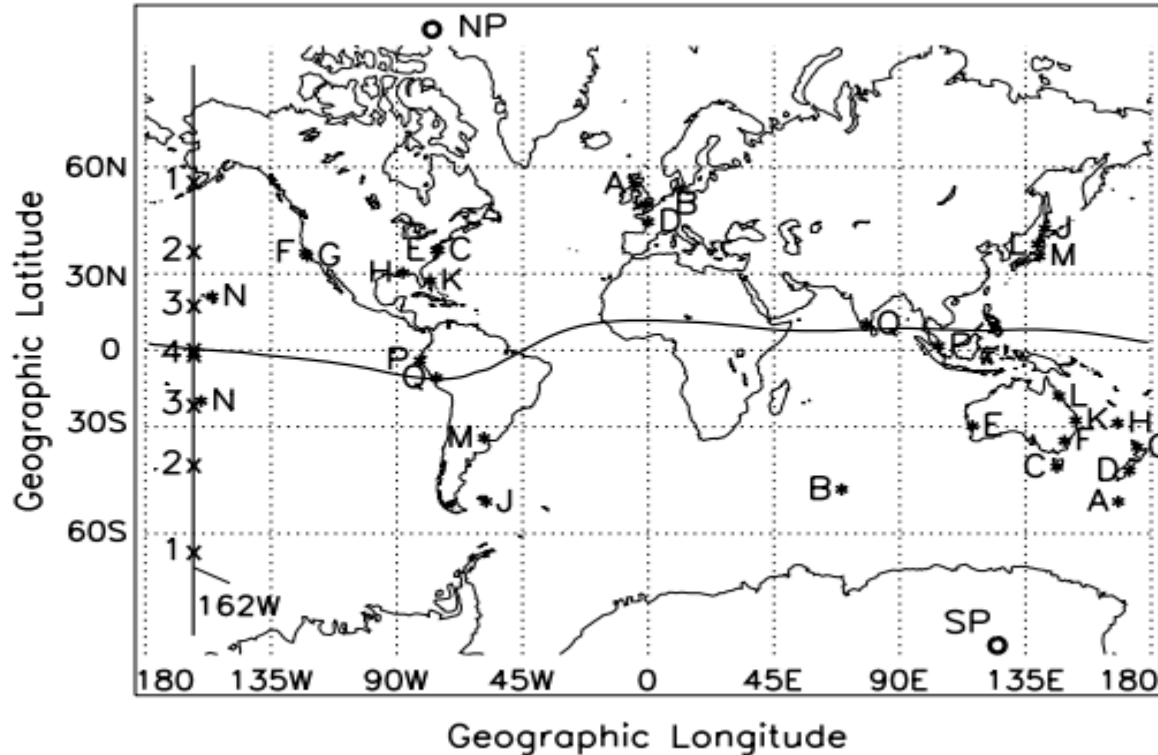 NP
60N
30N
0
30S
60S
Geographic Latitude
1
2
3
4
3
2
1
162W
A
B
D
F G
E C
H
K
N
N
P
Q
M
J
J
L
M
Q
P
L
E
K
H
F
C
D
G
B
A
SP
180 135W 90W 45W 0 45E 90E 135E 180
Geographic Longitude